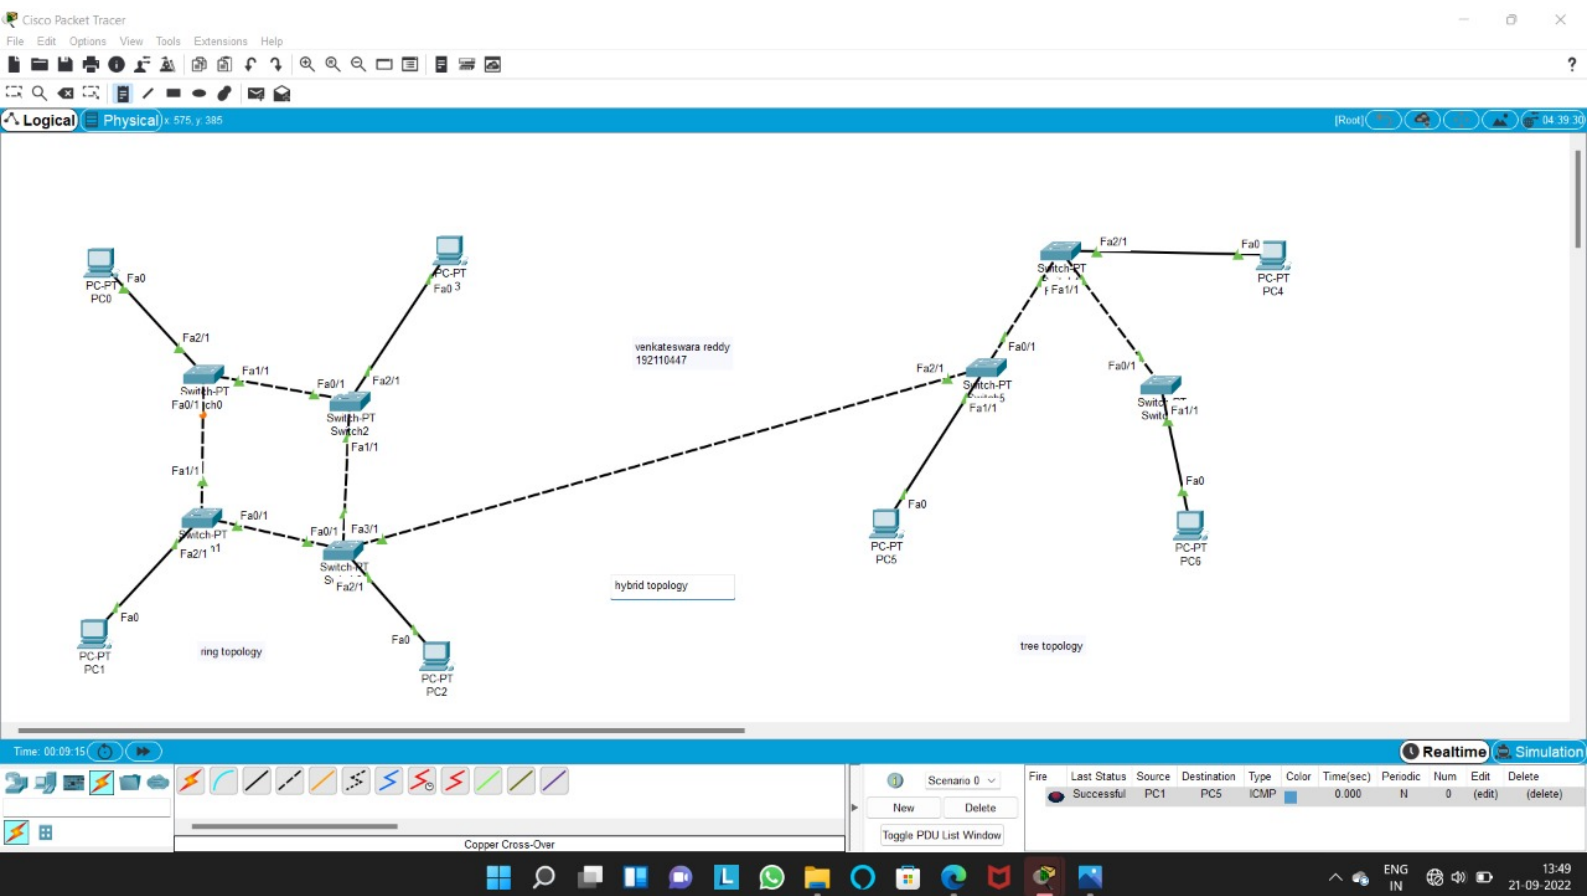 Cisco Packet Tracer
File Edit Options View Tools Extensions Help
?
Logical Physical x: 575, y: 385 [Root] 04:39:30
PC-PT
PC0
Fa0
Fa2/1
Switch-PT
Fa0/1
Fa1/1
Fa0/1
Fa2/1
Switch-PT
Switch2
Fa1/1
PC-PT
Fa0 3
Fa1/1
Fa0/1
Switch-PT
Fa2/1
Fa0/1 Fa3/1
Switch-PT
Fa2/1
Fa0
PC-PT
PC1
Fa0
PC-PT
PC2
ring topology
venkateswara reddy
192110447
hybrid topology
Fa2/1
Switch-PT
Fa1/1
Fa0
PC-PT
PC4
Fa0/1
Fa2/1
Switch-PT
Fa1/1
Fa0/1
Fa1/1
Fa0
PC-PT
PC5
Fa0
PC-PT
PC6
tree topology
Time: 00:09:15 Realtime Simulation
Scenario 0
New Delete
Toggle PDU List Window
Copper Cross-Over
Fire Last Status Source Destination Type Color Time(sec) Periodic Num Edit Delete
Successful PC1 PC5 ICMP 0.000 N 0 (edit) (delete)
ENG
IN
13:49
21-09-2022